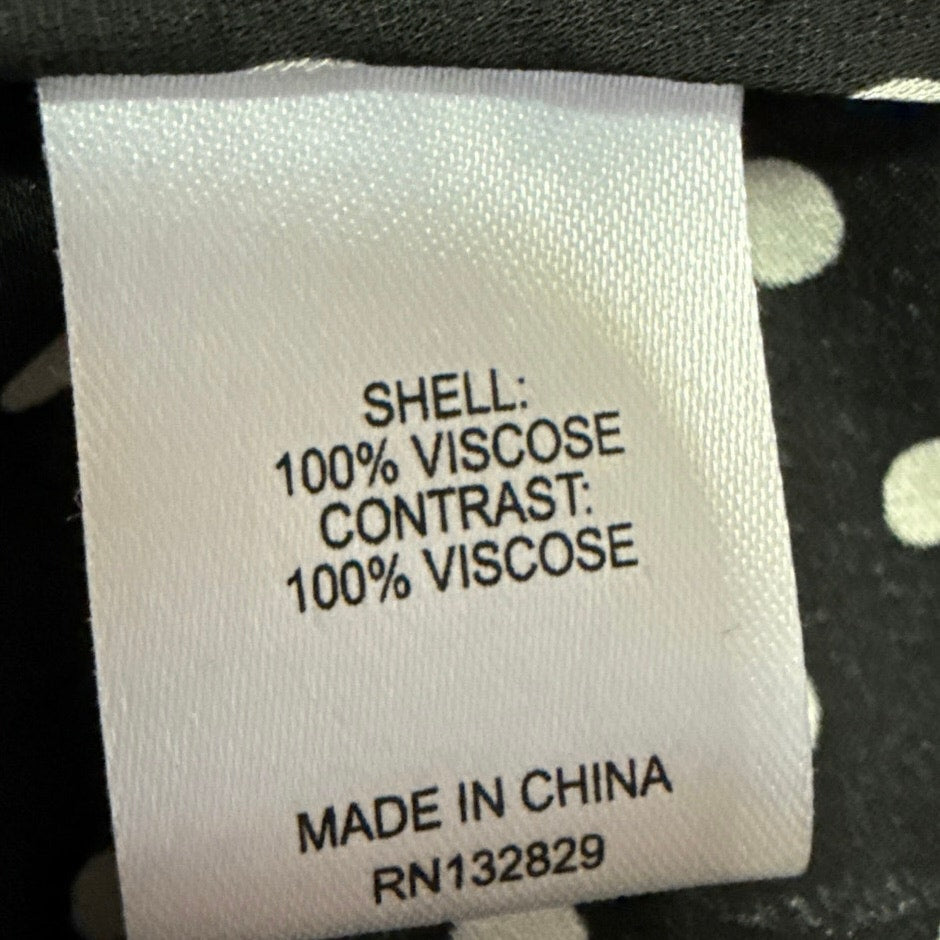 SHELL:
100% VISCOSE
CONTRAST:
100% VISCOSE
MADE IN CHINA
RN132829